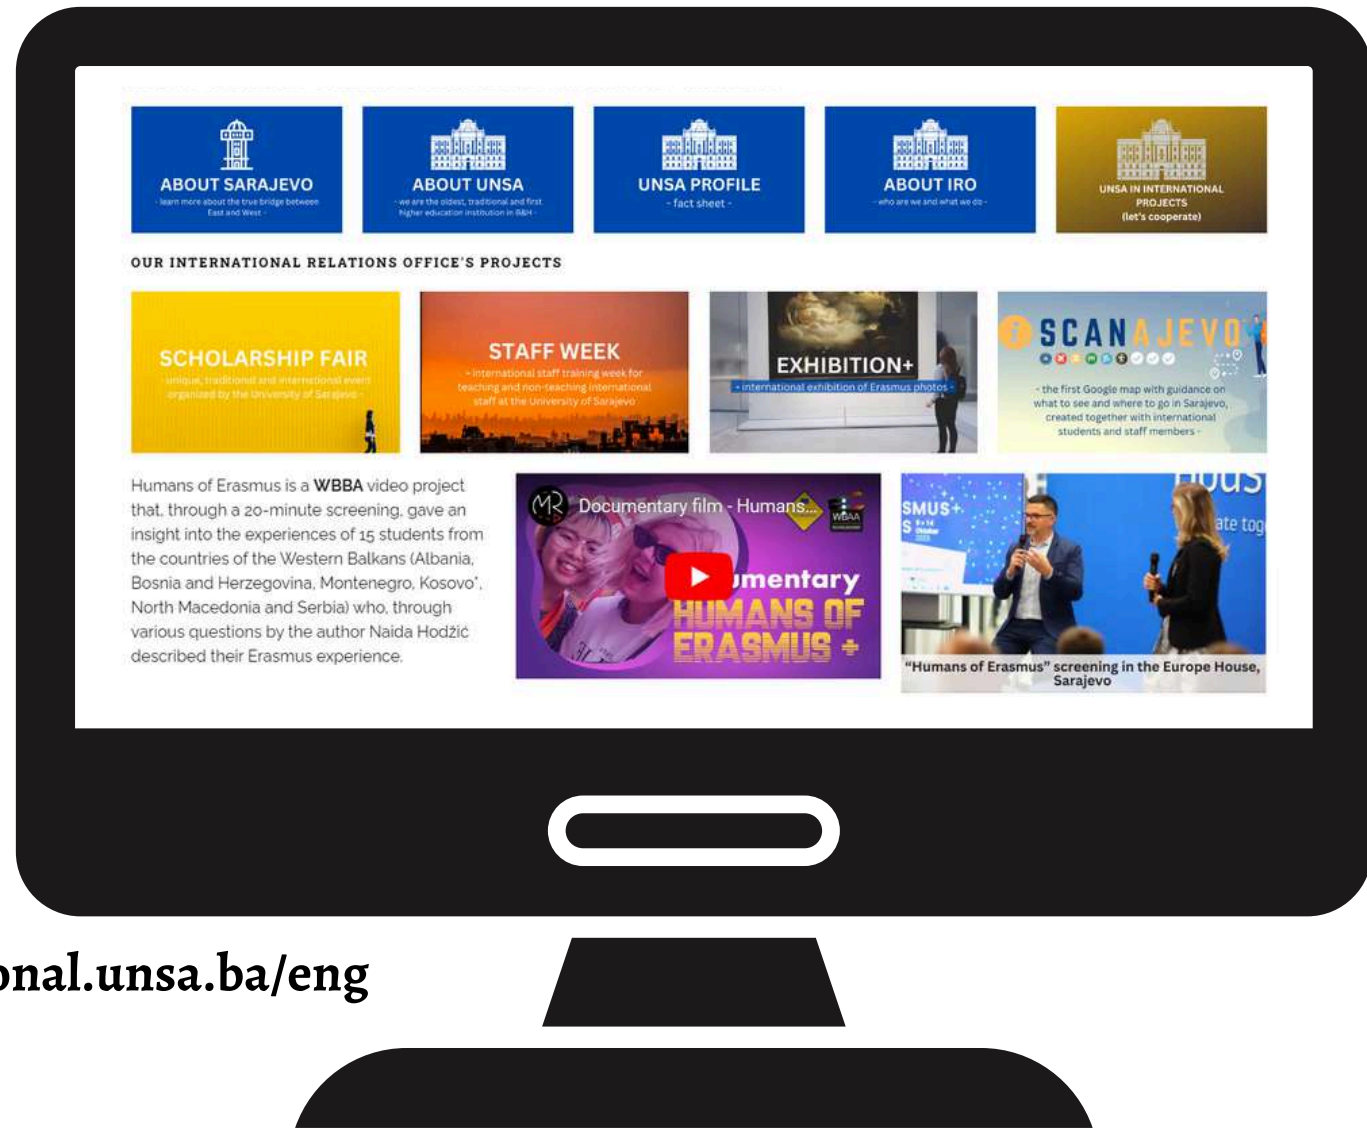 ABOUT SARAJEVO
- learn more about the true bridge between
East and West -
ABOUT UNSA
- we are the oldest, traditional and first
higher education institution in B&H -
UNSA PROFILE
- fact sheet -
ABOUT IRO
- who are we and what we do -
UNSA IN INTERNATIONAL
PROJECTS
(let's cooperate)
OUR INTERNATIONAL RELATIONS OFFICE'S PROJECTS
SCHOLARSHIP FAIR
- unique, traditional and international event
organized by the University of Sarajevo -
STAFF WEEK
- International staff training week for
teaching and non-teaching international
staff at the University of Sarajevo
EXHIBITION+
- international exhibition of Erasmus photos -
SCANAJEVO
- the first Google map with guidance on
what to see and where to go in Sarajevo,
created together with international
students and staff members -
Humans of Erasmus is a WBBA video project
that, through a 20-minute screening, gave an
insight into the experiences of 15 students from
the countries of the Western Balkans (Albania,
Bosnia and Herzegovina, Montenegro, Kosovo*,
North Macedonia and Serbia) who, through
various questions by the author Naida Hodžić
described their Erasmus experience.
MR
Documentary film - Humans...
WBAA
umentary
HUMANS OF
ERASMUS +
SMUS+
S 8 > 14
Oktobar
2023
ate tog
"Humans of Erasmus" screening in the Europe House,
Sarajevo
onal.unsa.ba/eng